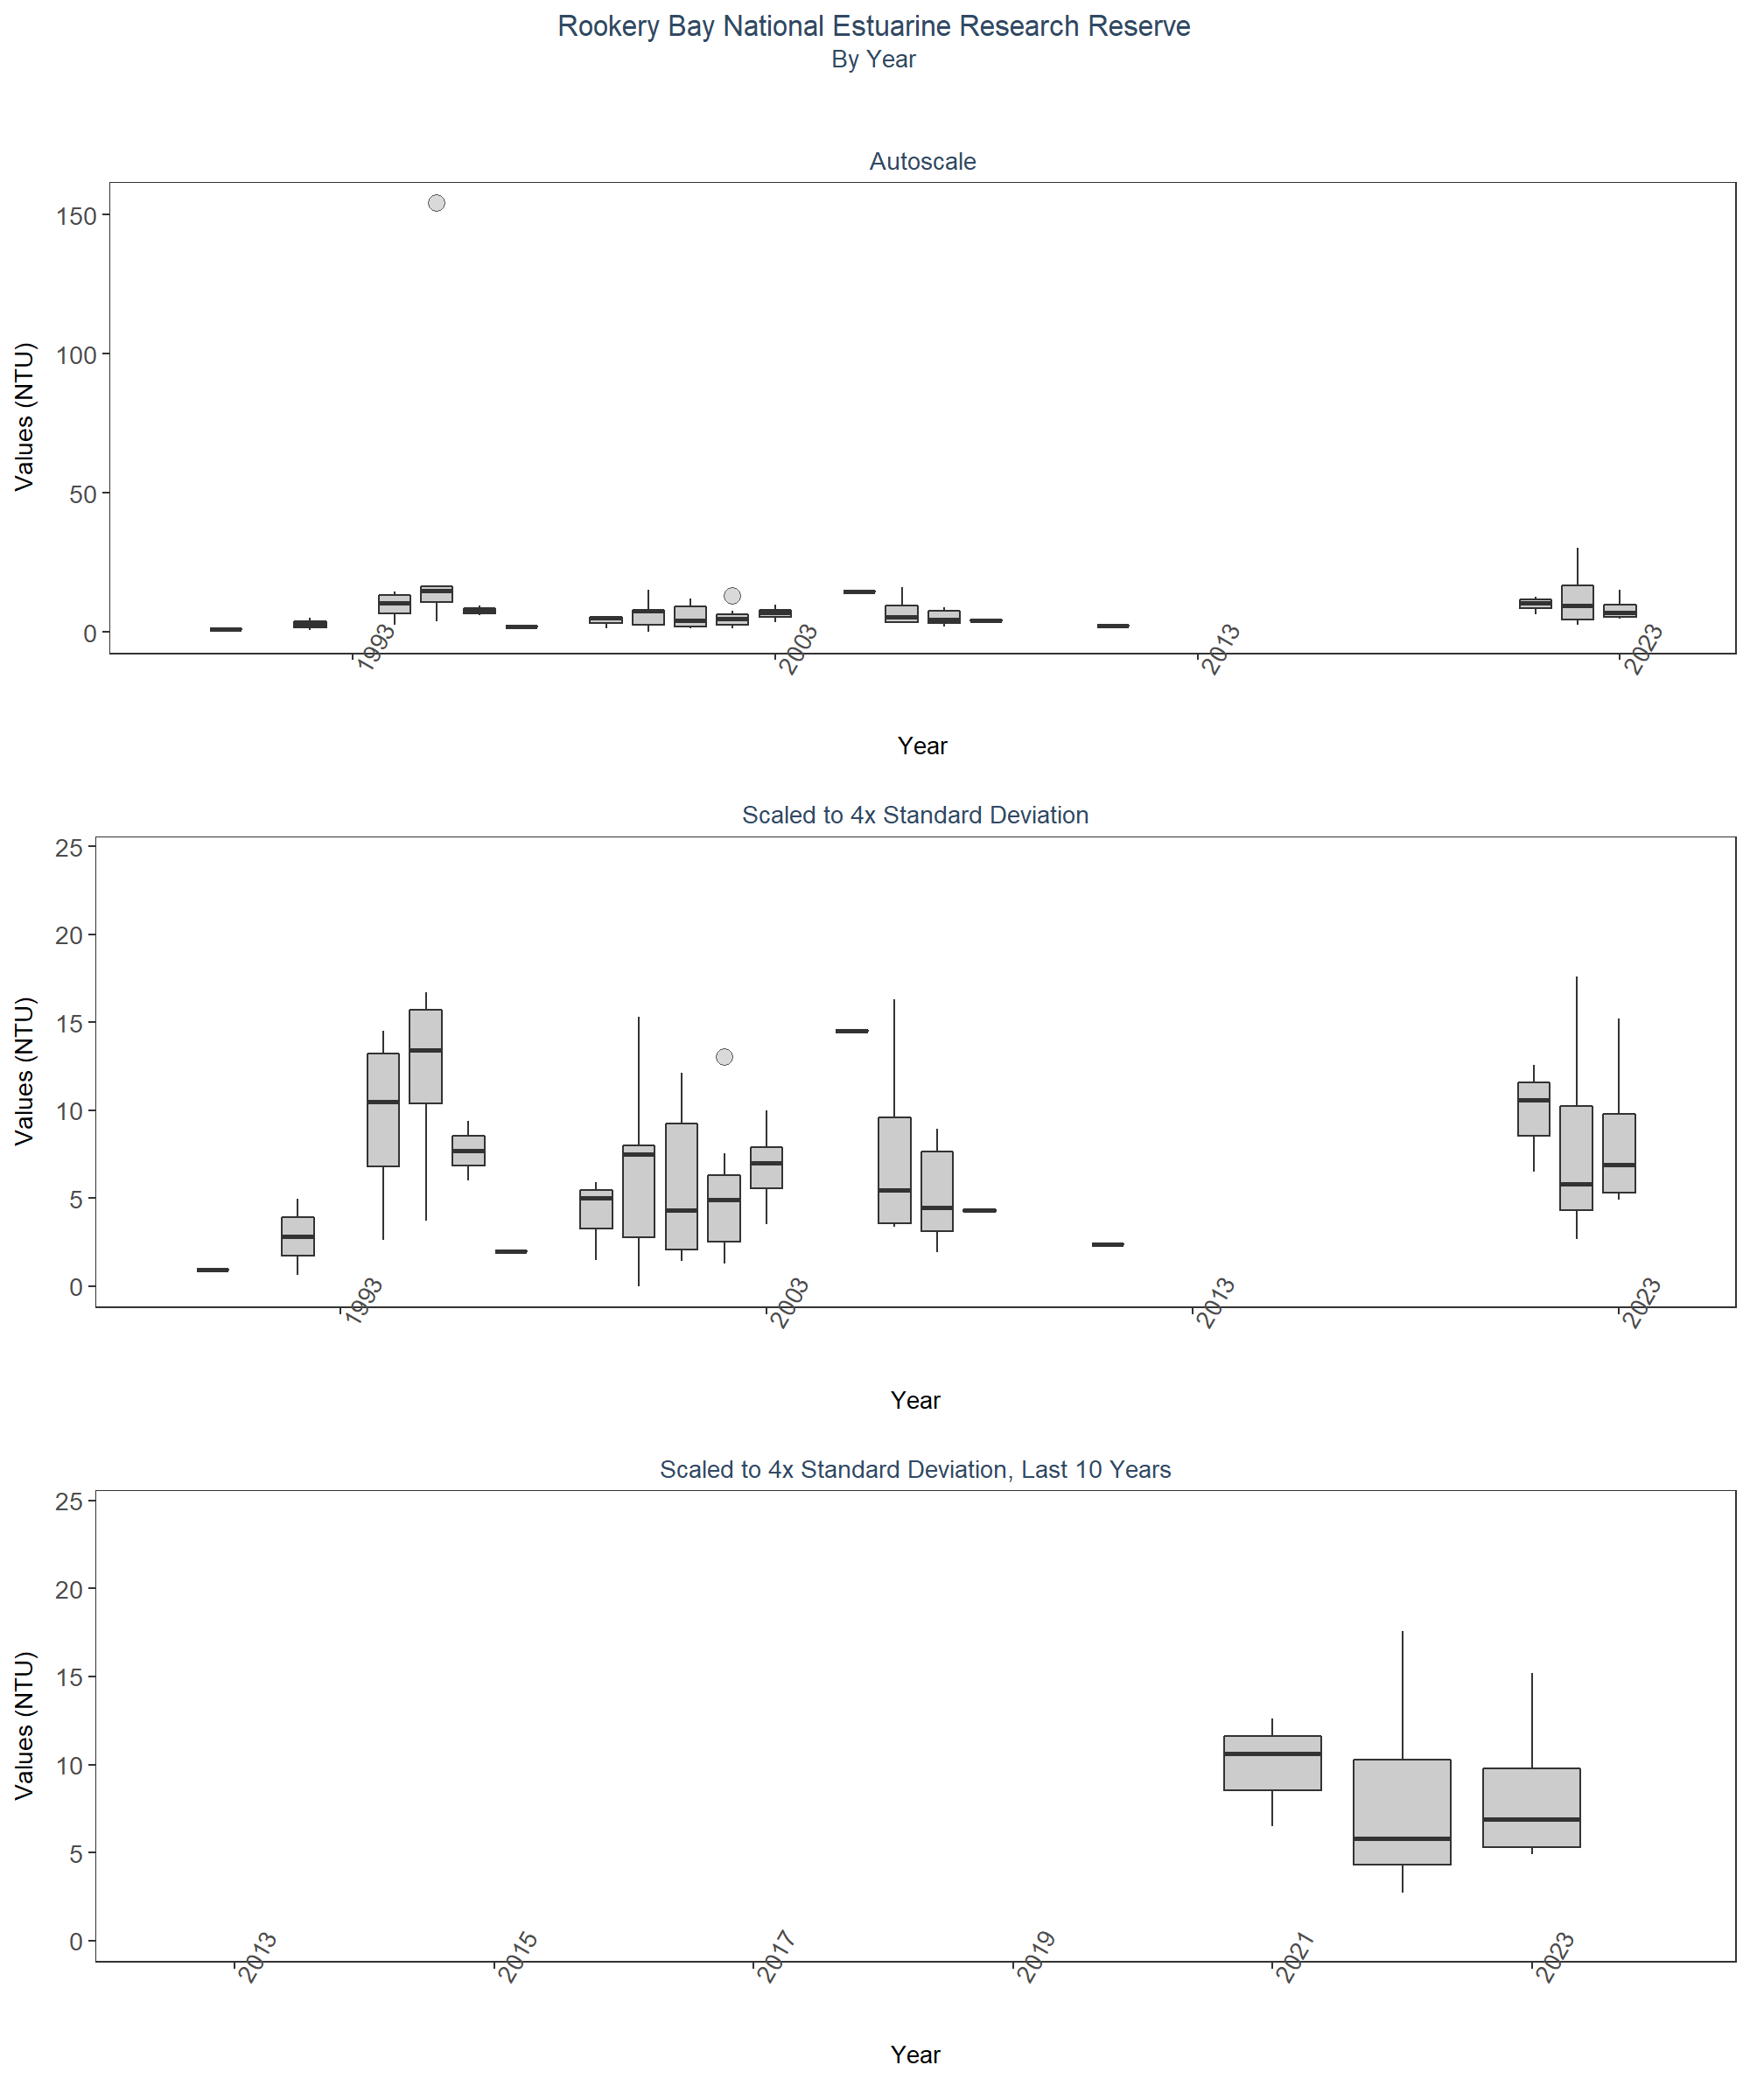 Rookery Bay National Estuarine Research Reserve
By Year
Autoscale
Values (NTU)
150
100
50
0
1993
2003
2013
2023
Year
Scaled to 4x Standard Deviation
Values (NTU)
25
20
15
10
5
0
1993
2003
2013
2023
Year
Scaled to 4x Standard Deviation, Last 10 Years
Values (NTU)
25
20
15
10
5
0
2013
2015
2017
2019
2021
2023
Year